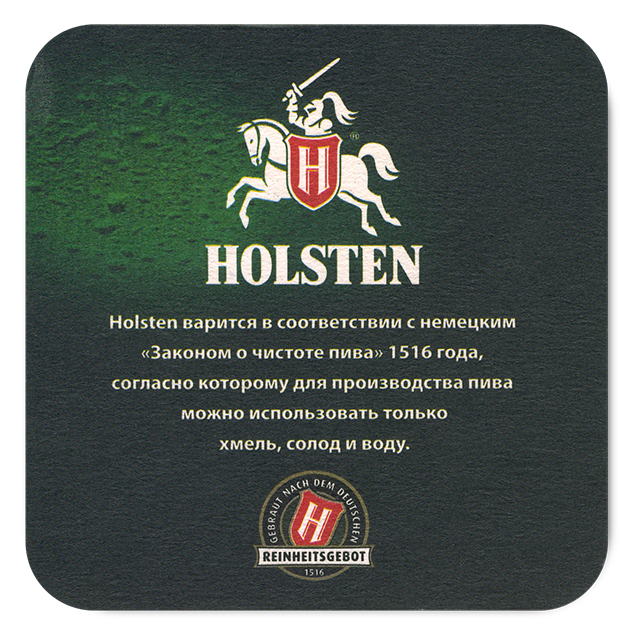 H
®
HOLSTEN
Holsten варится в соответствии с немецким
«Законом о чистоте пива» 1516 года,
согласно которому для производства пива
можно использовать только
хмель, солод и воду.
GEBRAUT NACH DEM DEUTSCHEN
H
REINHEITSGEBOT
1516